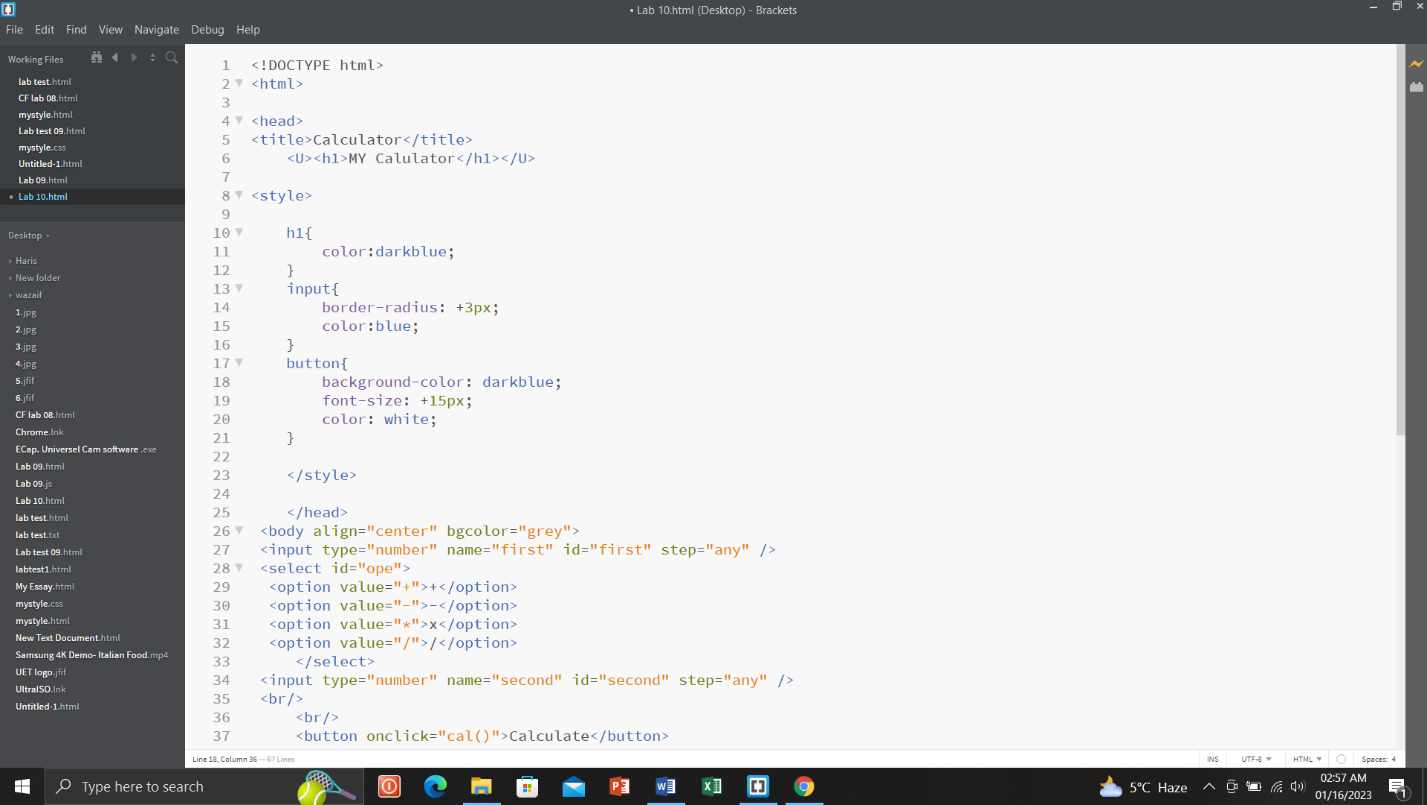 • Lab 10.html (Desktop) - Brackets
File Edit Find View Navigate Debug Help
Working Files
lab test.html
CF lab 08.html
mystyle.html
Lab test 09.html
mystyle.css
Untitled-1.html
Lab 09.html
• Lab 10.html
Desktop
Haris
New folder
wazaif
1.jpg
2.jpg
3.jpg
4.jpg
5.jfif
6.jfif
CF lab 08.html
Chrome.lnk
ECap. Universel Cam software .exe
Lab 09.html
Lab 09.js
Lab 10.html
lab test.html
lab test.txt
Lab test 09.html
labtest1.html
My Essay.html
mystyle.css
mystyle.html
New Text Document.html
Samsung 4K Demo- Italian Food.mp4
UET logo.jfif
UltraISO.lnk
Untitled-1.html
1 <!DOCTYPE html>
2 <html>
3
4 <head>
5 <title>Calculator</title>
6 <U><h1>MY Calulator</h1></U>
7
8 <style>
9
10 h1{
11 color:darkblue;
12 }
13 input{
14 border-radius: +3px;
15 color:blue;
16 }
17 button{
18 background-color: darkblue;
19 font-size: +15px;
20 color: white;
21 }
22
23 </style>
24
25 </head>
26 <body align="center" bgcolor="grey">
27 <input type="number" name="first" id="first" step="any" />
28 <select id="ope">
29 <option value="+">+</option>
30 <option value="-">-</option>
31 <option value="*">x</option>
32 <option value="/">/</option>
33 </select>
34 <input type="number" name="second" id="second" step="any" />
35 <br/>
36 <br/>
37 <button onclick="cal()">Calculate</button>
Line 18, Column 36 — 67 Lines
INS UTF-8 HTML Spaces: 4
Type here to search
5°C Haze
02:57 AM
01/16/2023
1